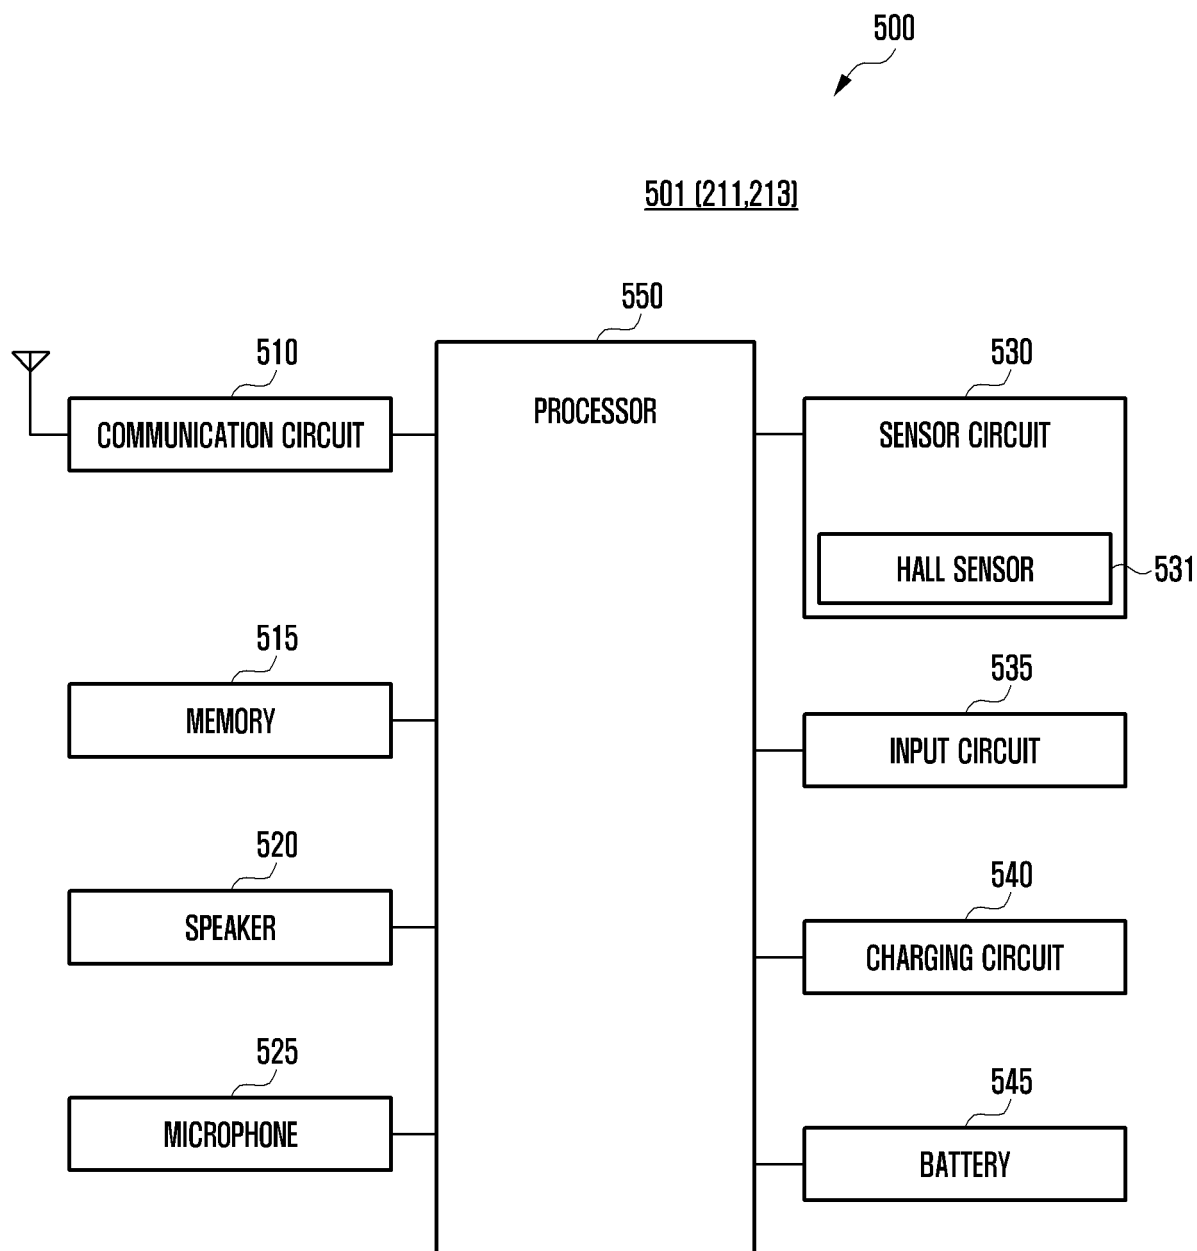 500
501 (211,213)
550
510
530
COMMUNICATION CIRCUIT
PROCESSOR
SENSOR CIRCUIT
HALL SENSOR
531
515
MEMORY
535
INPUT CIRCUIT
520
SPEAKER
540
CHARGING CIRCUIT
525
MICROPHONE
545
BATTERY